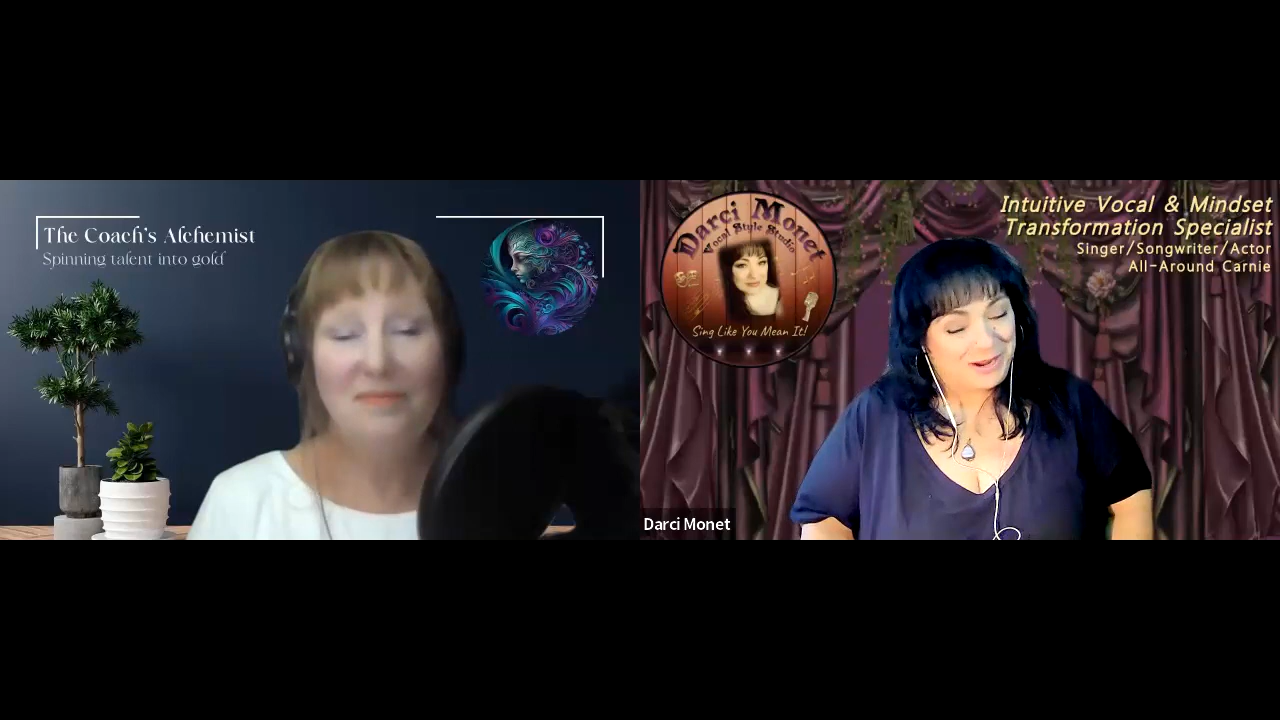 The Coach's Alchemist
Spinning talent into gold
Darci Monet
Vocal Style Studio
Sing Like You Mean It!
Intuitive Vocal & Mindset
Transformation Specialist
Singer/Songwriter/Actor
All-Around Carnie
Darci Monet